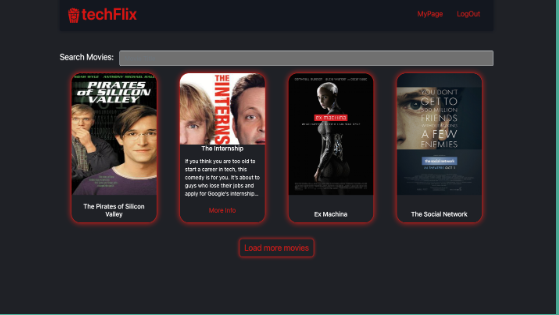 techFlix
MyPage LogOut
Search Movies:
PIRATES
of SILICON
VALLEY
The Pirates of Silicon
Valley
THE
INTERNS
The Internship
If you think you are too old to
start a career in tech, this
comedy is for you. It's about to
guys who lose their jobs and
apply for Google's internship...
More Info
EX MACHINA
Ex Machina
YOU DON'T
GET TO
500 MILLION
FRIENDS
WITHOUT MAKING
A FEW
ENEMIES
the social network
The Social Network
Load more movies